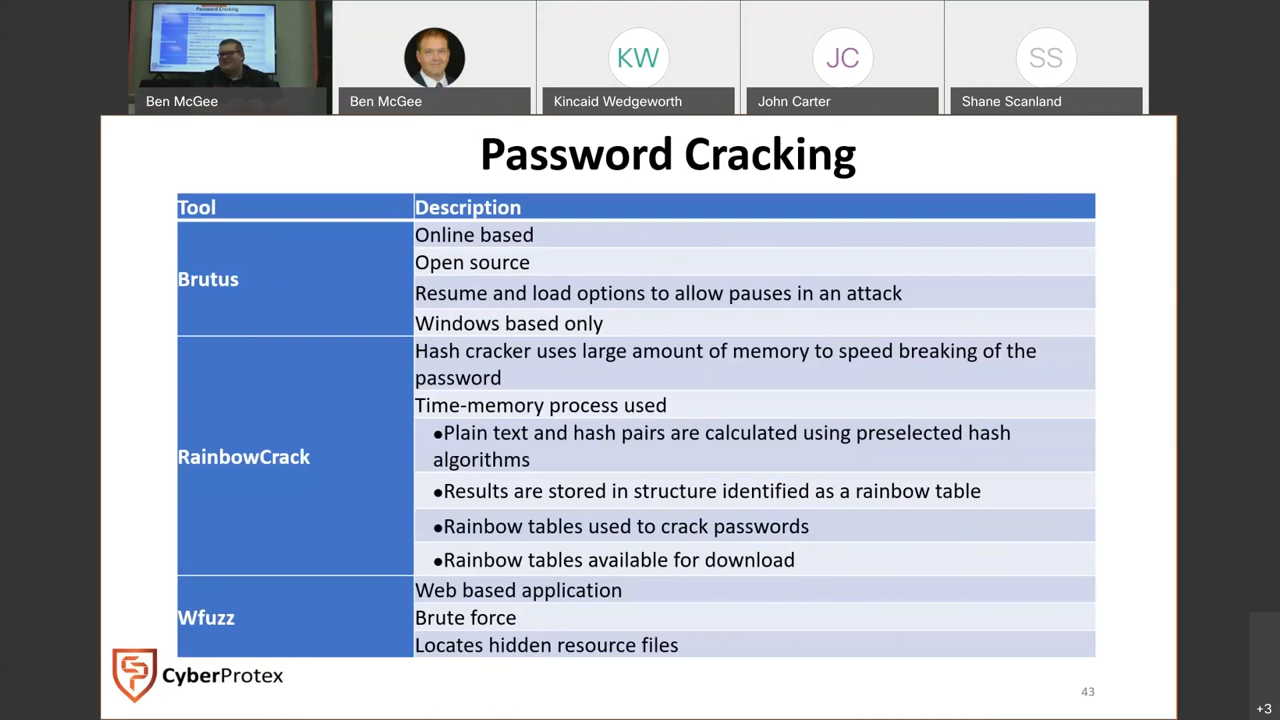 Password Cracking
Ben McGee
Ben McGee
KW
Kincaid Wedgeworth
JC
John Carter
SS
Shane Scanland
Password Cracking
Tool
Description
Brutus
Online based
Open source
Resume and load options to allow pauses in an attack
Windows based only
RainbowCrack
Hash cracker uses large amount of memory to speed breaking of the
password
Time-memory process used
●Plain text and hash pairs are calculated using preselected hash
algorithms
●Results are stored in structure identified as a rainbow table
●Rainbow tables used to crack passwords
●Rainbow tables available for download
Wfuzz
Web based application
Brute force
Locates hidden resource files
CyberProtex
43
+3